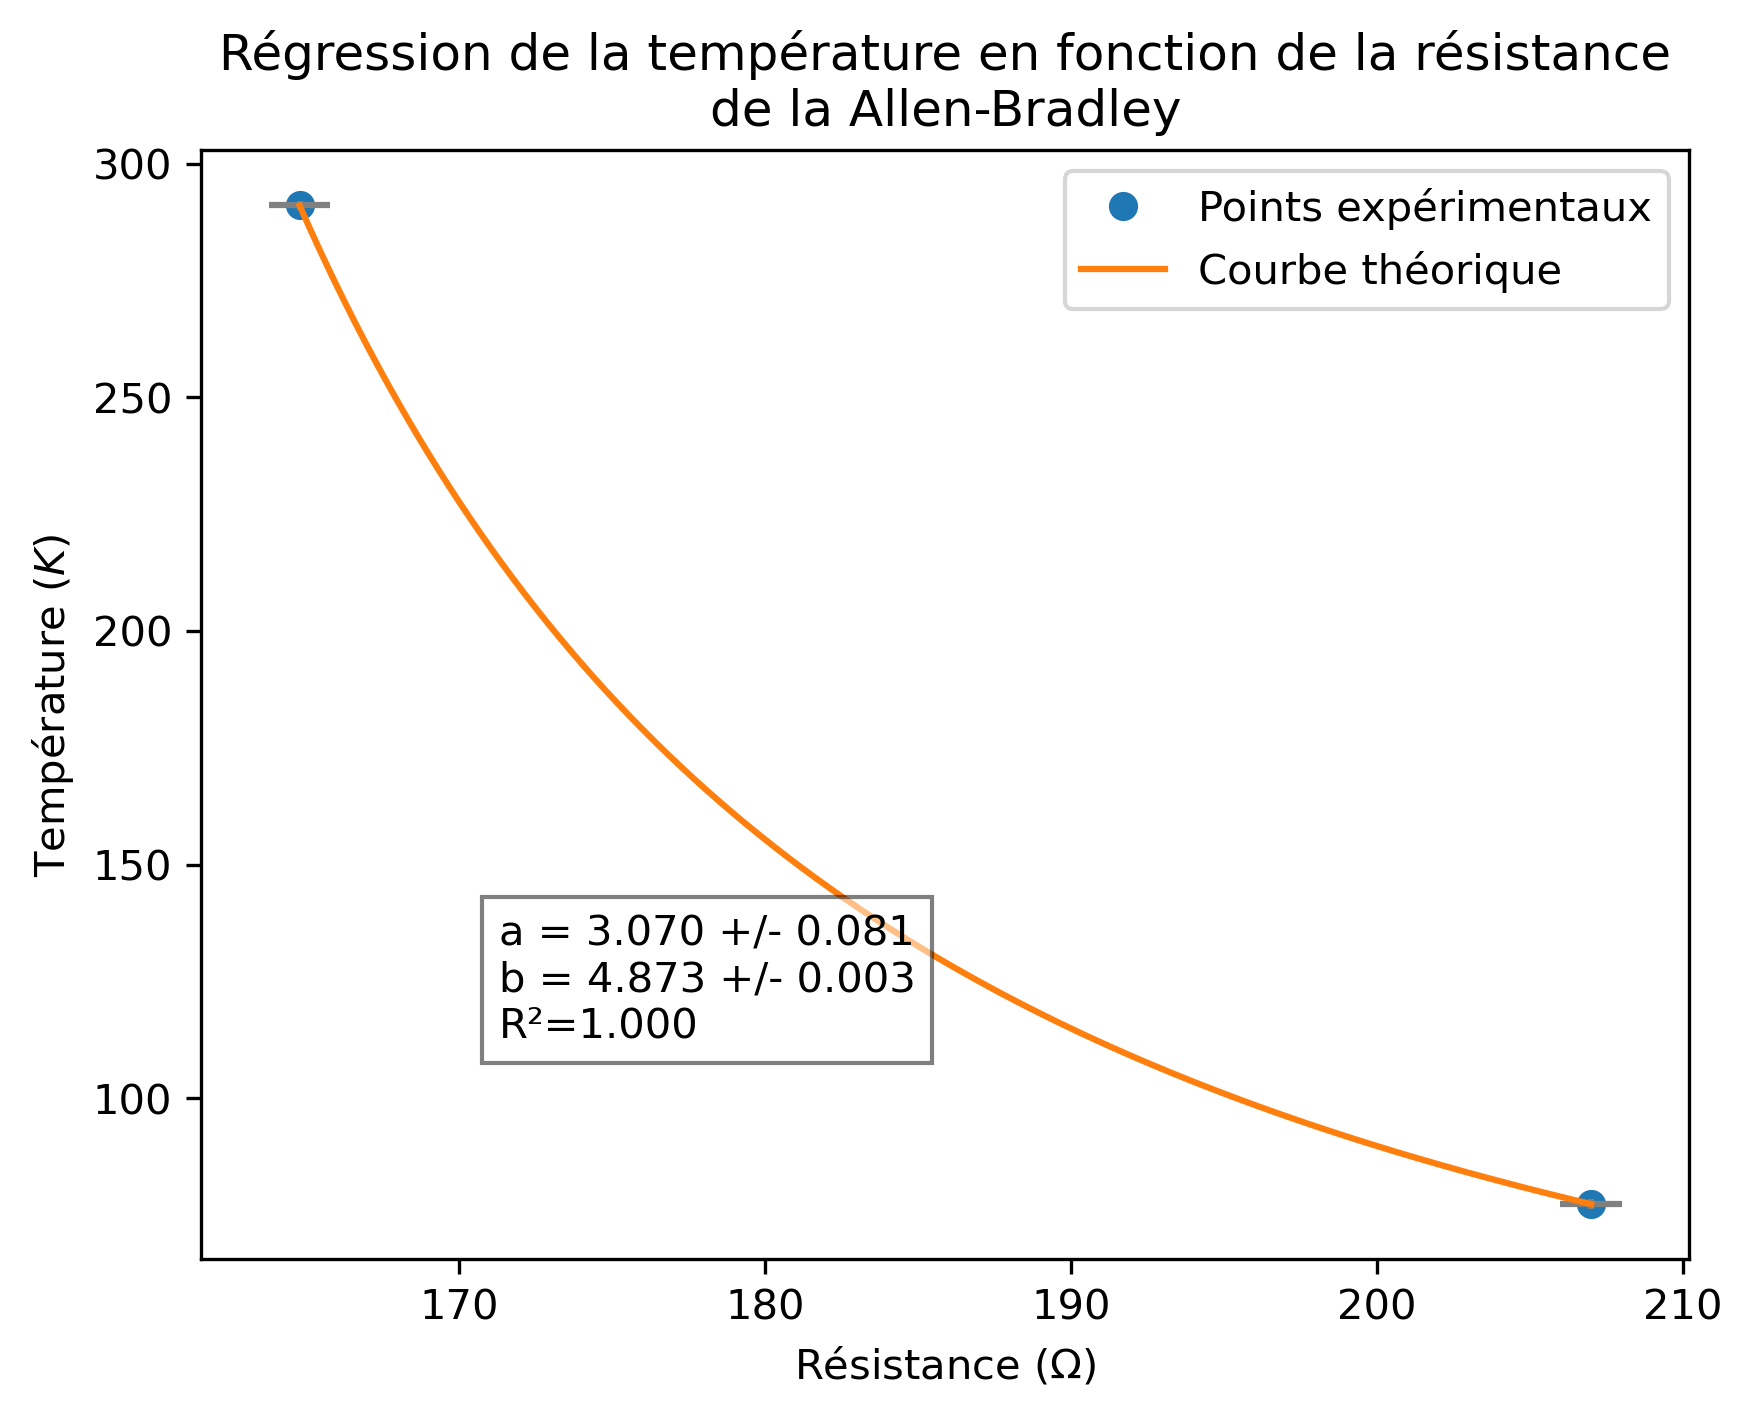 Régression de la température en fonction de la résistance
de la Allen-Bradley
300
250
200
150
100
Température (K)
Points expérimentaux
Courbe théorique
a = 3.070 +/- 0.081
b = 4.873 +/- 0.003
R²=1.000
170
180
190
200
210
Résistance (Ω)